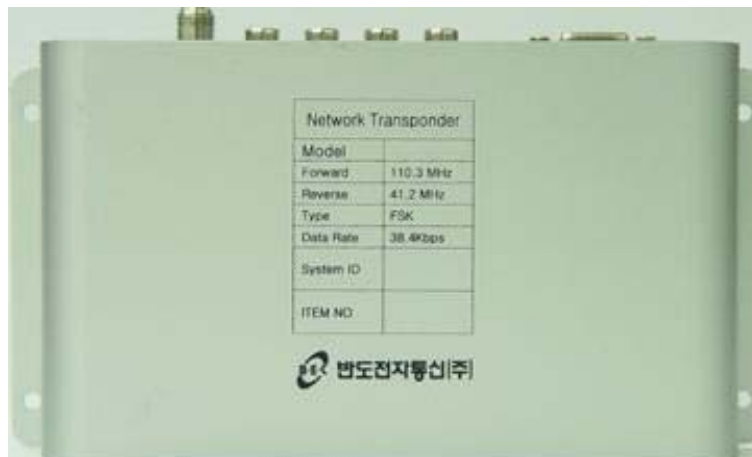 Network Transponder
Model
Forward 110.3 MHz
Reverse 41.2 MHz
Type FSK
Data Rate 38.4Kbps
System ID
ITEM NO
반도전자통신(주)